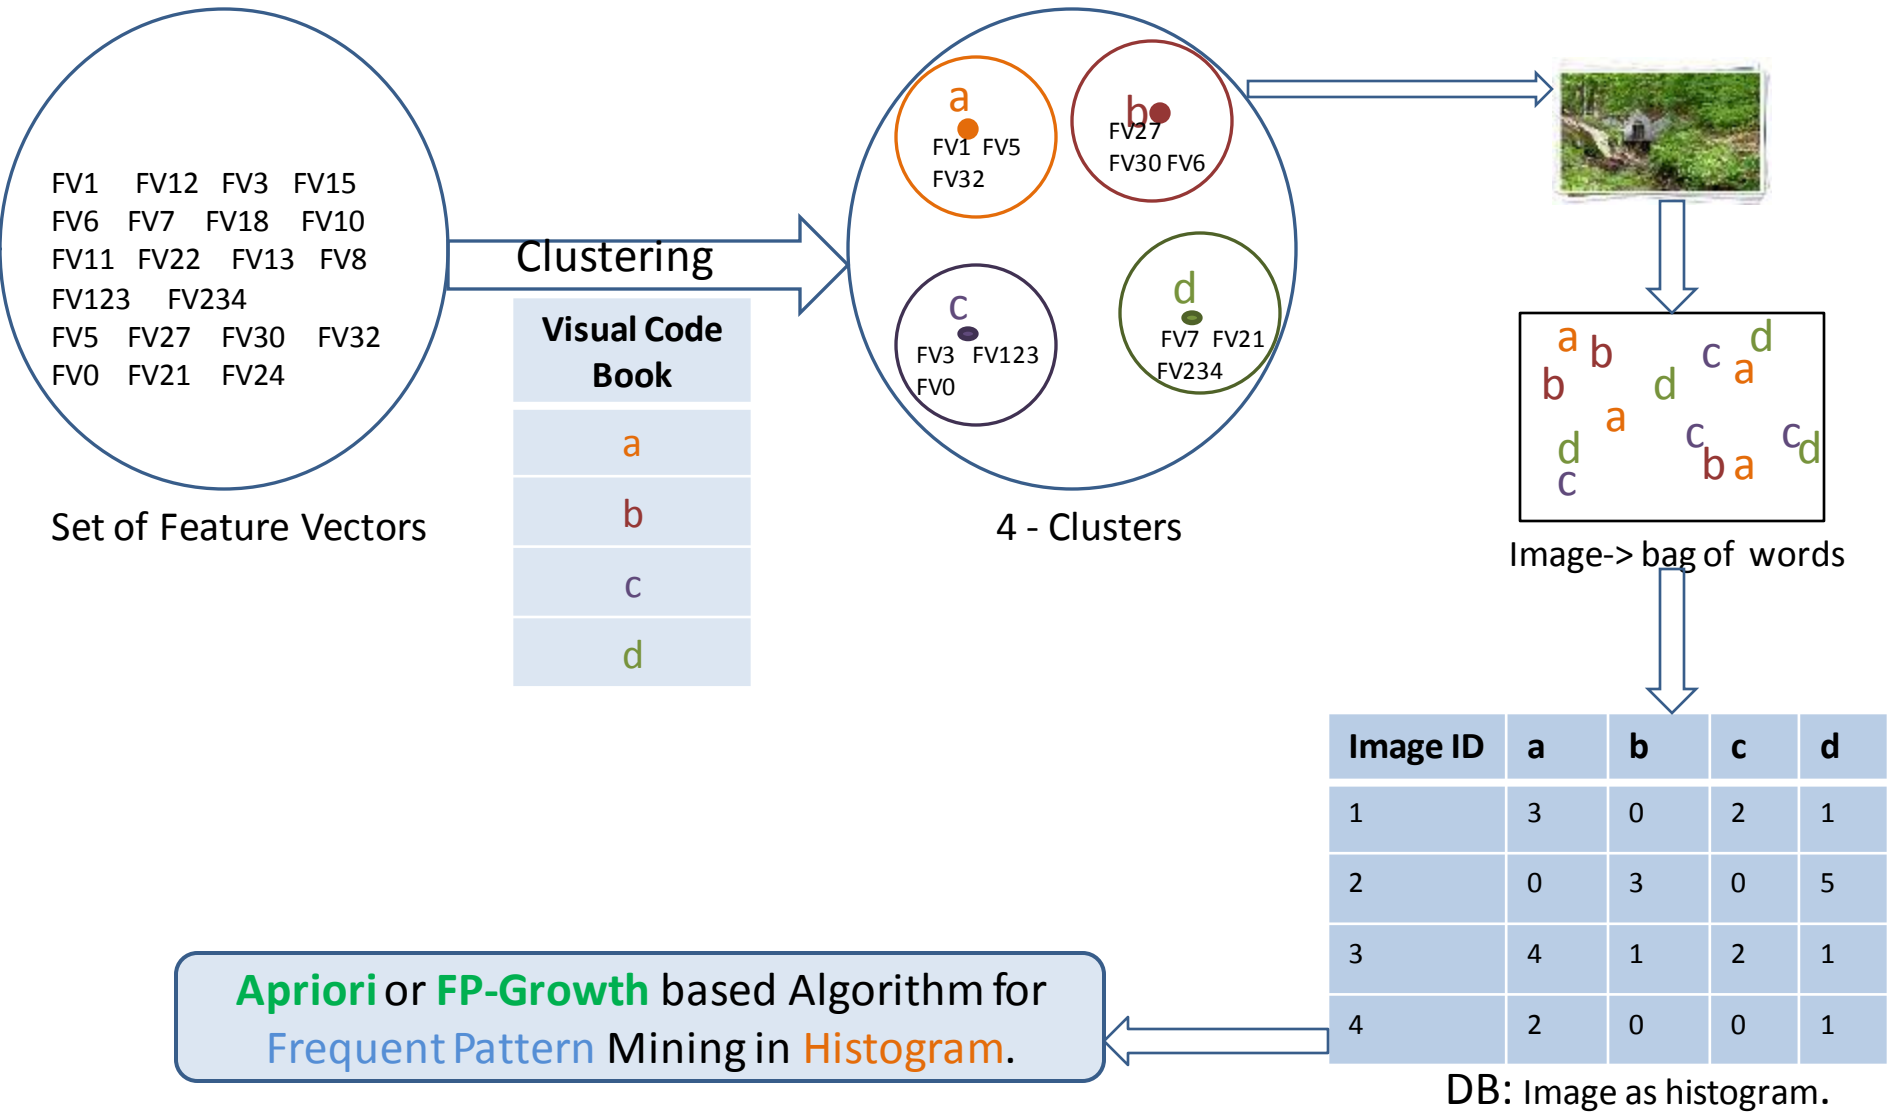 FV1 FV12 FV3 FV15
FV6 FV7 FV18 FV10
FV11 FV22 FV13 FV8
FV123 FV234
FV5 FV27 FV30 FV32
FV0 FV21 FV24
Set of Feature Vectors
Clustering
Visual Code
Book
a
b
c
d
a
FV1 FV5
FV32
b
FV27
FV30 FV6
c
FV3 FV123
FV0
d
FV7 FV21
FV234
4 - Clusters
a b c d
b d a
a
d c c d
c b a
Image-> bag of words
Image ID a b c d
1 3 0 2 1
2 0 3 0 5
3 4 1 2 1
4 2 0 0 1
DB: Image as histogram.
Apriori or FP-Growth based Algorithm for
Frequent Pattern Mining in Histogram.